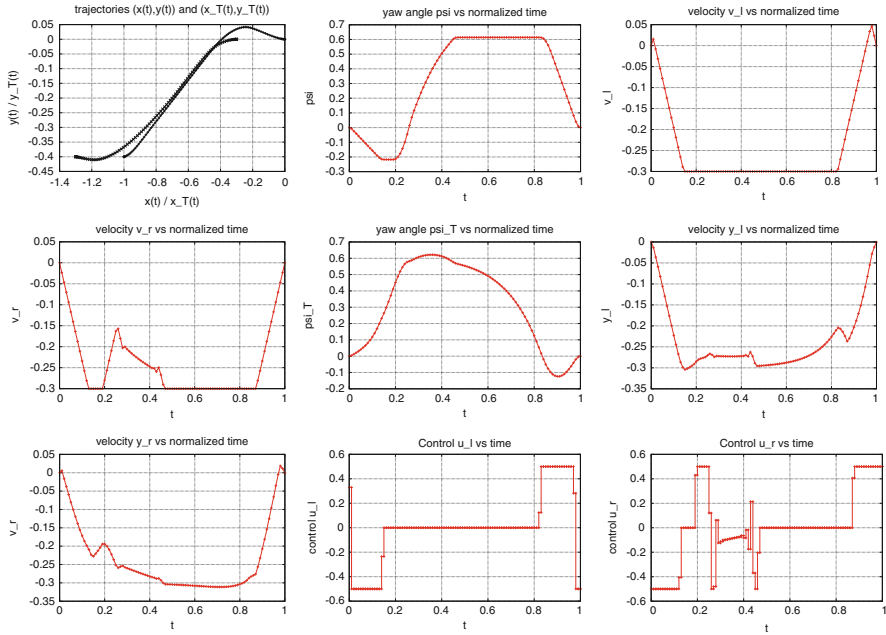 trajectories (x(t),y(t)) and (x_T(t),y_T(t))
0.05
0
-0.05
-0.1
-0.15
-0.2
-0.25
-0.3
-0.35
-0.4
y(t) / y_T(t)
-1.4 -1.2 -1 -0.8 -0.6 -0.4 -0.2 0
x(t) / x_T(t)
yaw angle psi vs normalized time
0.7
0.6
0.5
0.4
0.3
0.2
0.1
0
-0.1
-0.2
-0.3
psi
0 0.2 0.4 0.6 0.8 1
t
velocity v_l vs normalized time
0.05
0
-0.05
-0.1
-0.15
-0.2
-0.25
-0.3
v_l
0 0.2 0.4 0.6 0.8 1
t
velocity v_r vs normalized time
0.05
0
-0.05
-0.1
-0.15
-0.2
-0.25
-0.3
v_r
0 0.2 0.4 0.6 0.8 1
t
yaw angle psi_T vs normalized time
0.7
0.6
0.5
0.4
0.3
0.2
0.1
0
-0.1
-0.2
psi_T
0 0.2 0.4 0.6 0.8 1
t
velocity y_l vs normalized time
0
-0.05
-0.1
-0.15
-0.2
-0.25
-0.3
-0.35
y_l
0 0.2 0.4 0.6 0.8 1
t
velocity y_r vs normalized time
0.05
0
-0.05
-0.1
-0.15
-0.2
-0.25
-0.3
-0.35
v_r
0 0.2 0.4 0.6 0.8 1
t
Control u_l vs time
0.6
0.4
0.2
0
-0.2
-0.4
-0.6
control u_l
0 0.2 0.4 0.6 0.8 1
t
Control u_r vs time
0.6
0.4
0.2
0
-0.2
-0.4
-0.6
control u_r
0 0.2 0.4 0.6 0.8 1
t